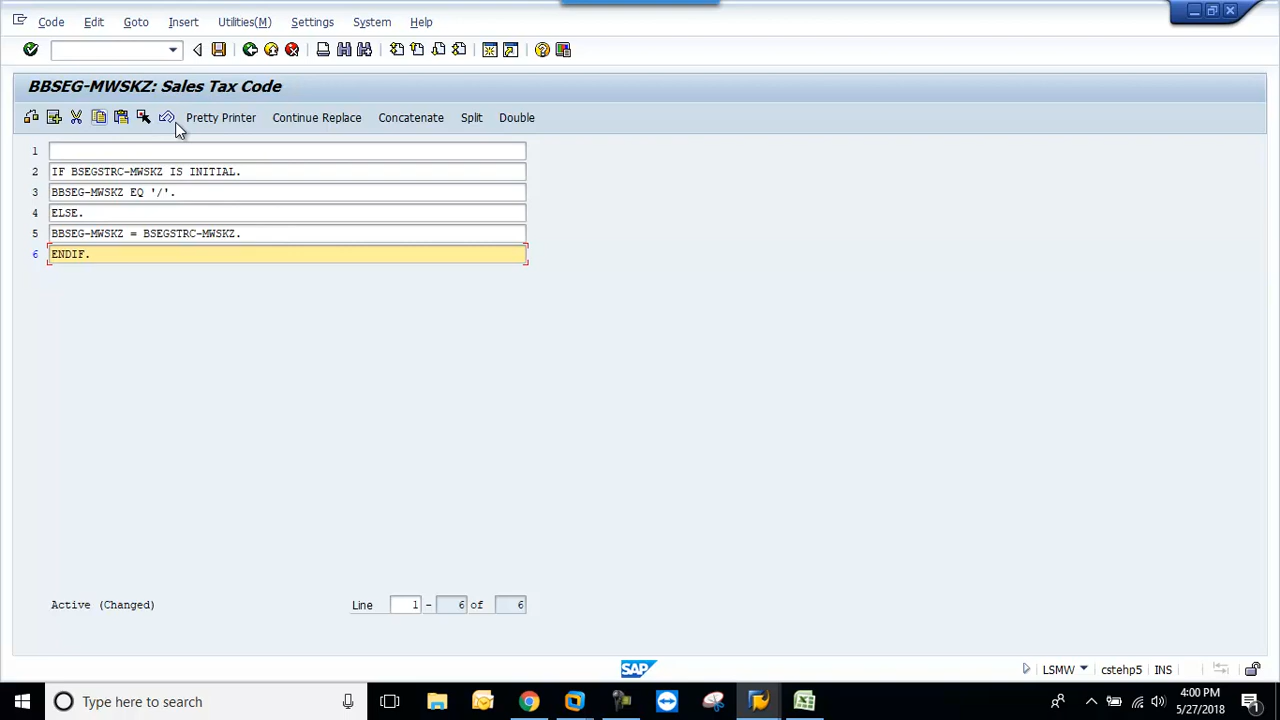 Code Edit Goto Insert Utilities(M) Settings System Help
BBSEG-MWSKZ: Sales Tax Code
Pretty Printer Continue Replace Concatenate Split Double
1
2 IF BSEGSTRC-MWSKZ IS INITIAL.
3 BBSEG-MWSKZ EQ '/'.
4 ELSE.
5 BBSEG-MWSKZ = BSEGSTRC-MWSKZ.
6 ENDIF.
Active (Changed) Line 1 - 6 of 6
SAP
LSMW cstehp5 INS
Type here to search
4:00 PM
5/27/2018
1